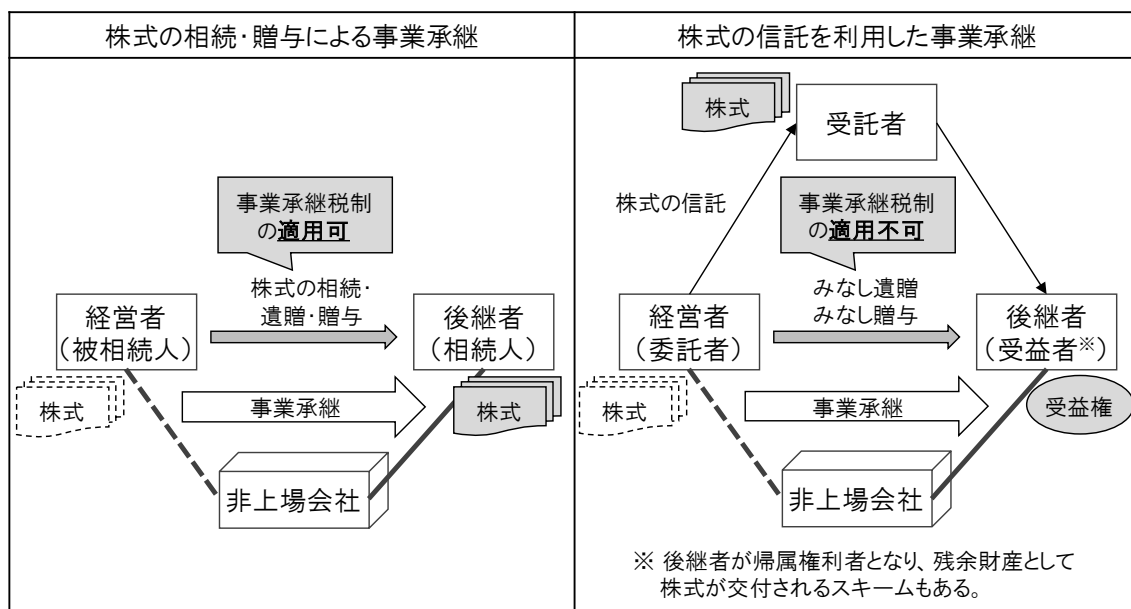 株式の相続・贈与による事業承継
事業承継税制
の適用可
株式の相続・
遺贈・贈与
経営者
（被相続人）
後継者
（相続人）
株式
事業承継
株式
非上場会社
株式の信託を利用した事業承継
株式
受託者
株式の信託
事業承継税制
の適用不可
みなし遺贈
みなし贈与
経営者
（委託者）
後継者
（受益者※）
株式
事業承継
受益権
非上場会社
※ 後継者が帰属権利者となり、残余財産として
株式が交付されるスキームもある。